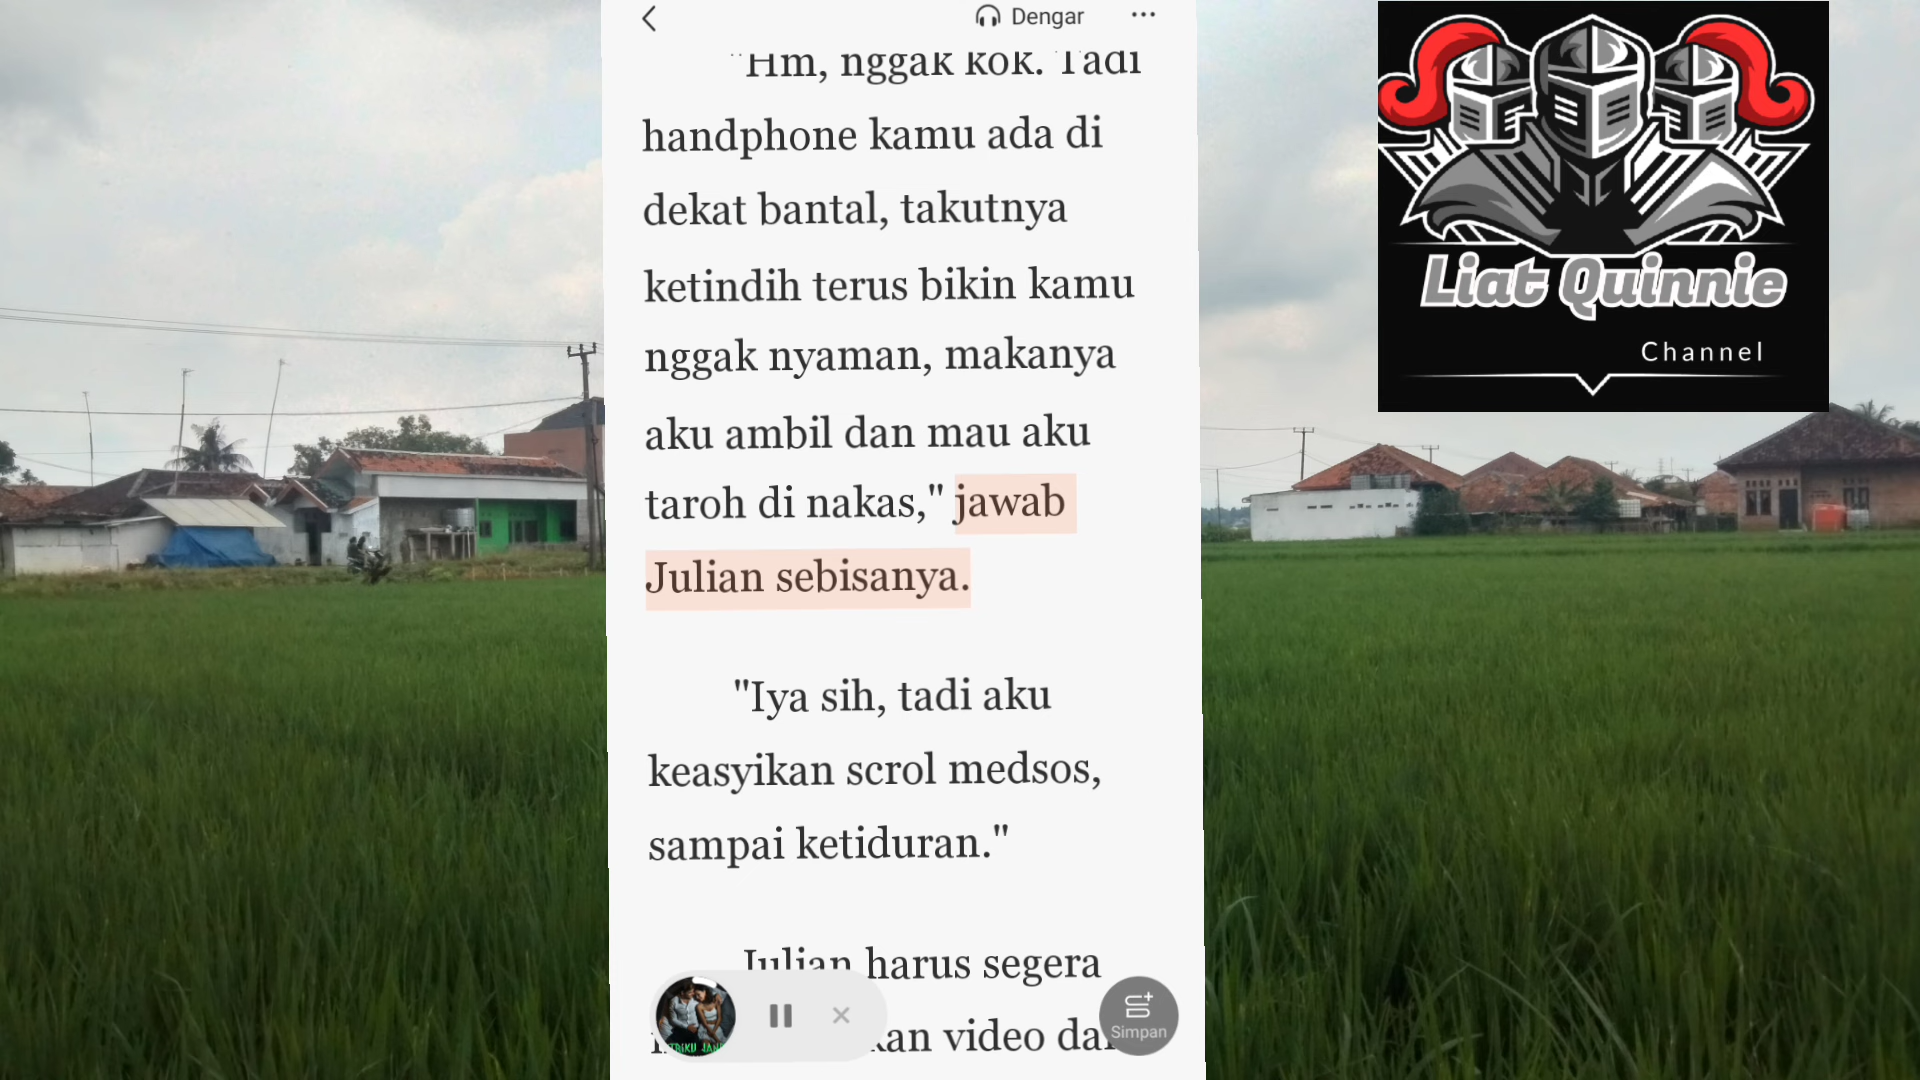 Dengar
"Hm, nggak kok. Tadi
handphone kamu ada di
dekat bantal, takutnya
ketindih terus bikin kamu
nggak nyaman, makanya
aku ambil dan mau aku
taroh di nakas," jawab
Julian sebisanya.
"Iya sih, tadi aku
keasyikan scrol medsos,
sampai ketiduran."
Julian harus segera
kan video da
Simpan
Liat Quinnie
Channel